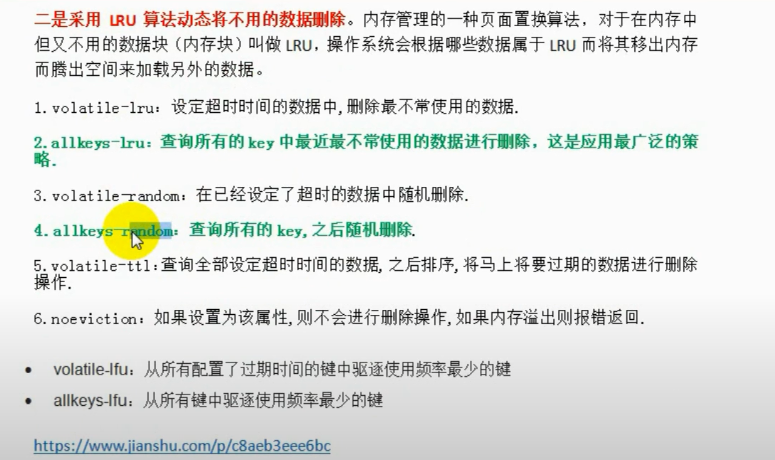 二是采用 LRU 算法动态将不用的数据删除。内存管理的一种页面置换算法，对于在内存中
但又不用的数据块（内存块）叫做 LRU，操作系统会根据哪些数据属于 LRU 而将其移出内存
而腾出空间来加载另外的数据。
1.volatile-lru：设定超时时间的数据中,删除最不常使用的数据.
2.allkeys-lru：查询所有的 key 中最近最不常使用的数据进行删除，这是应用最广泛的策
略.
3.volatile-random：在已经设定了超时的数据中随机删除.
4.allkeys-random：查询所有的 key,之后随机删除.
5.volatile-ttl:查询全部设定超时时间的数据,之后排序,将马上将要过期的数据进行删除
操作.
6.noeviction：如果设置为该属性,则不会进行删除操作,如果内存溢出则报错返回.
• volatile-lfu：从所有配置了过期时间的键中驱逐使用频率最少的键
• allkeys-lfu：从所有键中驱逐使用频率最少的键
https://www.jianshu.com/p/c8aeb3eee6bc